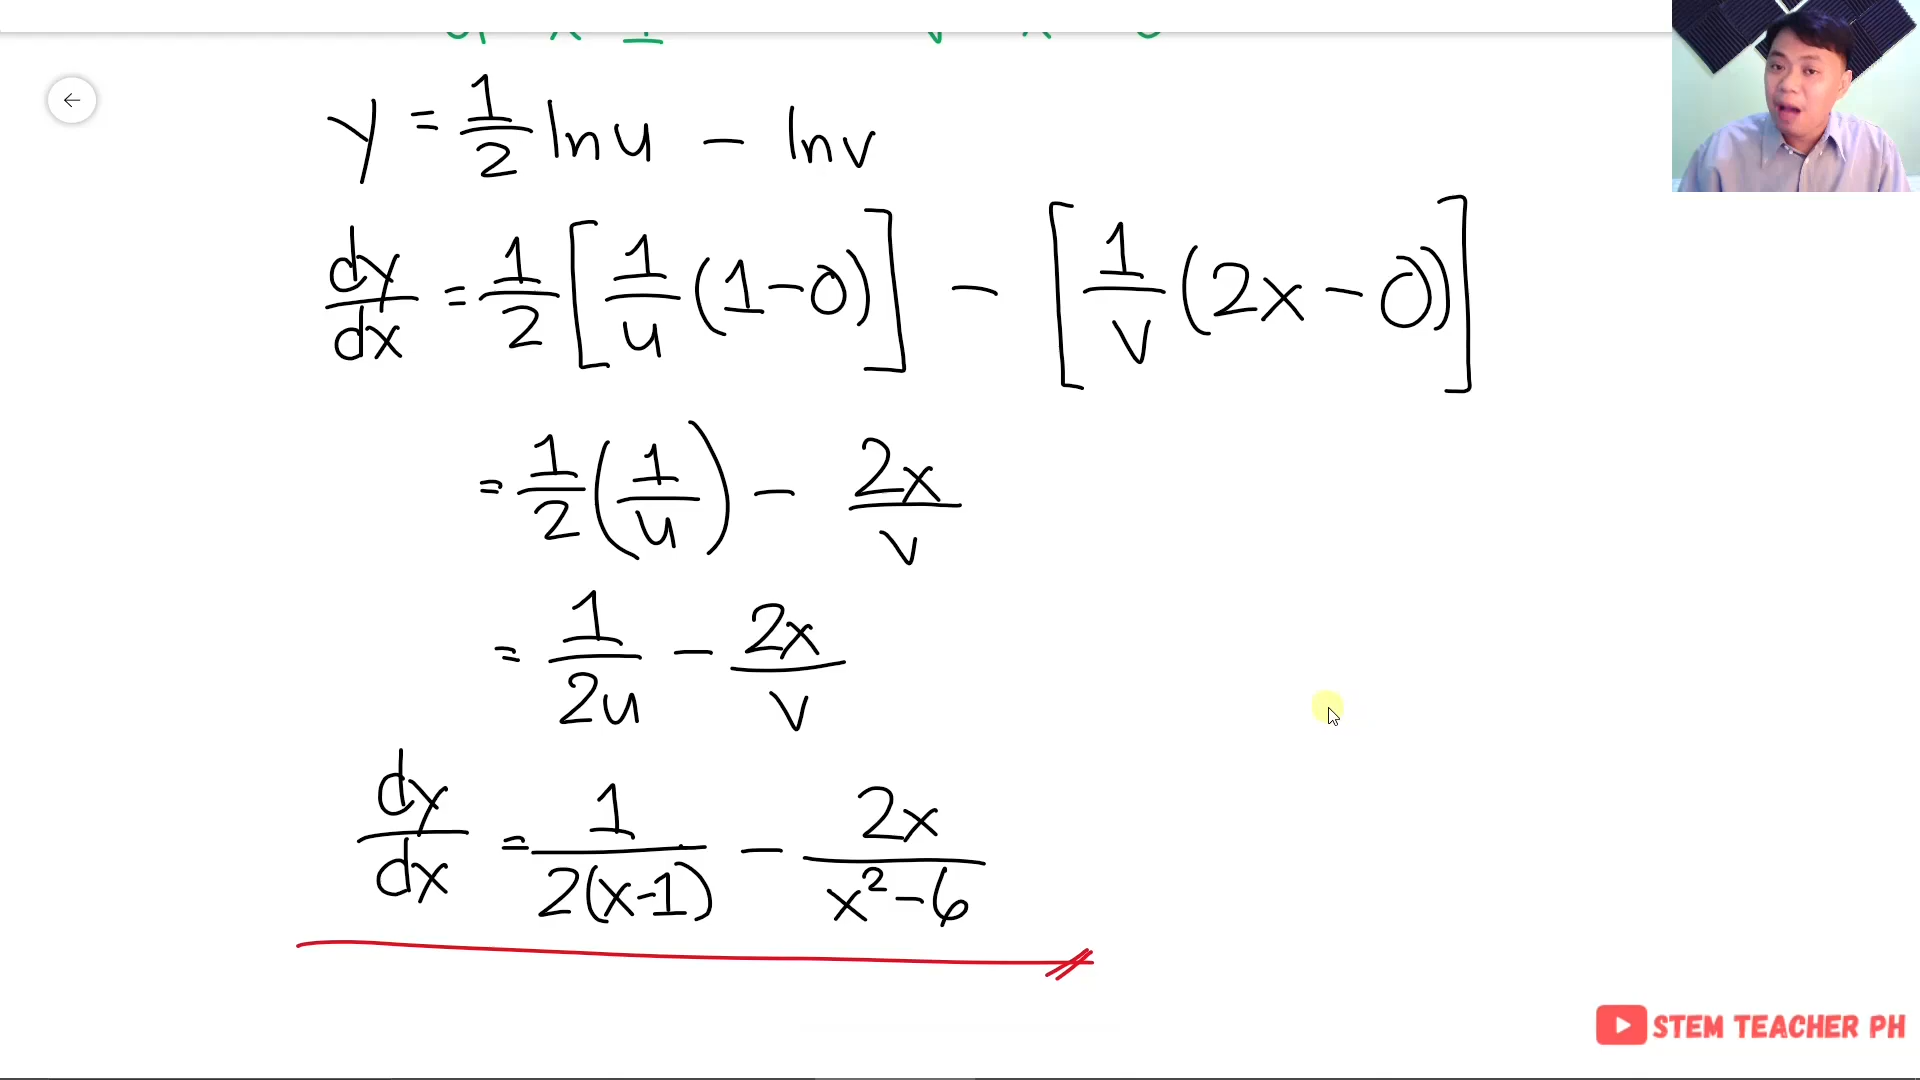 y = 1/2 ln u - ln v
dy/dx = 1/2 [1/u (1-0)] - [1/v (2x-0)]
= 1/2 (1/u) - 2x/v
= 1/2u - 2x/v
dy/dx = 1/2(x-1) - 2x/x²-6
STEM TEACHER PH